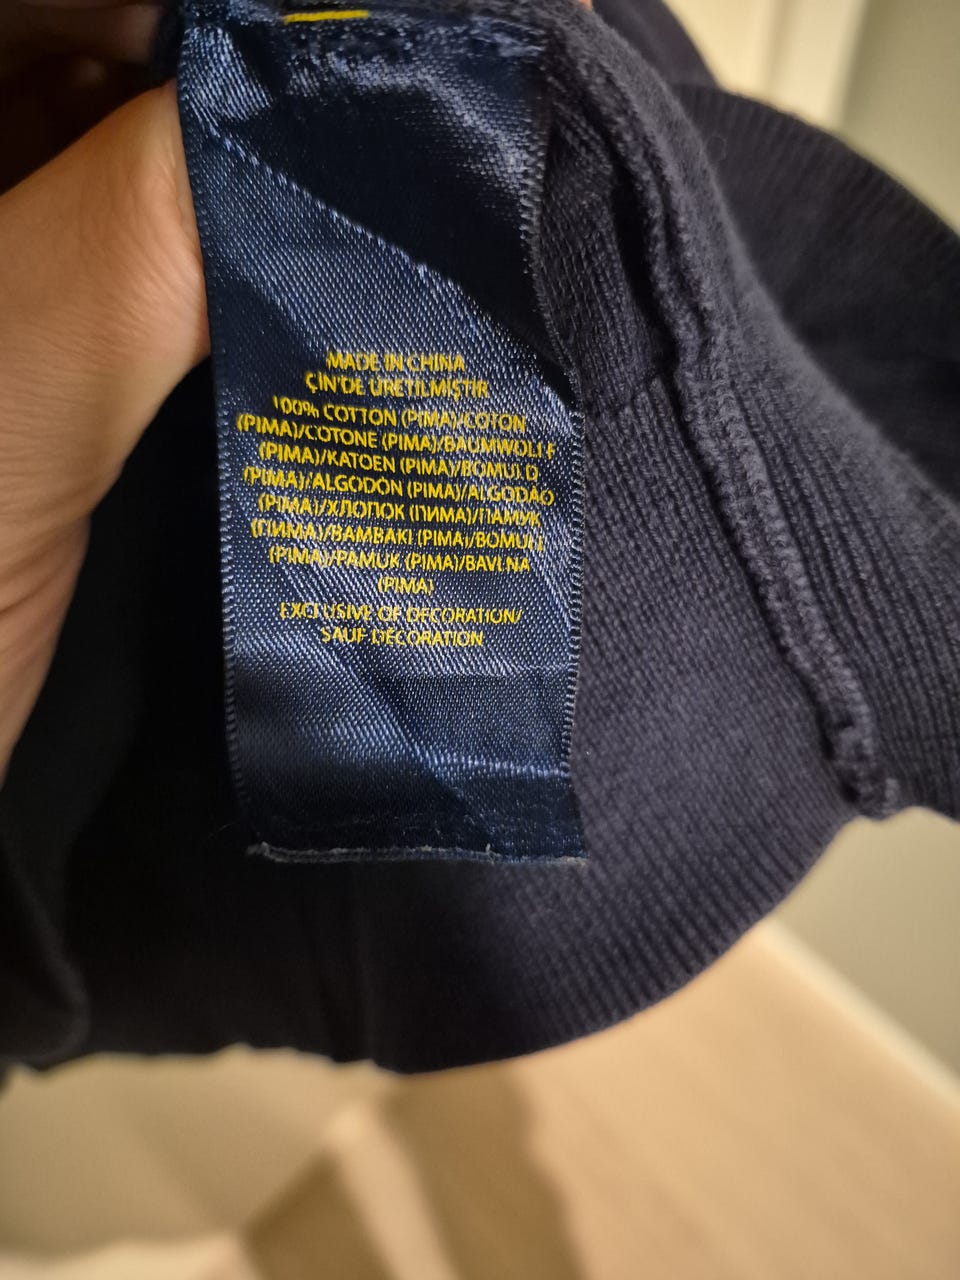 MADE IN CHINA
ÇİN'DE ÜRETİLMİŞTİR
100% COTTON (PIMA)/COTON
(PIMA)/COTONE (PIMA)/BAUMWOLLE
(PIMA)/KATOEN (PIMA)/BOMULD
(PIMA)/ALGODÓN (PIMA)/ALGODÃO
(PIMA)/ХЛОПОК (ПИМА)/ПАМУК
(ПИМА)/BAMBAKI (PIMA)/BOMULL
(PIMA)/PAMUK (PIMA)/BAVLNA
(PIMA)
EXCLUSIVE OF DECORATION/
SAUF DÉCORATION